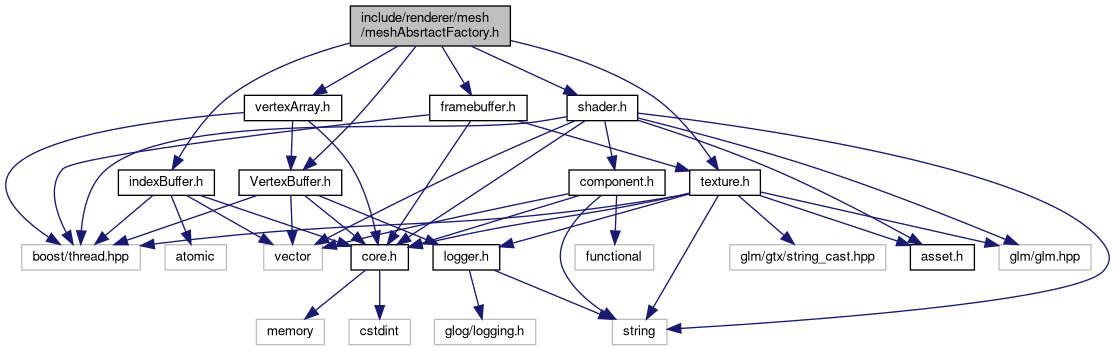 include/renderer/mesh
/meshAbsrtactFactory.h
vertexArray.h
framebuffer.h
shader.h
indexBuffer.h
VertexBuffer.h
component.h
texture.h
boost/thread.hpp
atomic
vector
core.h
logger.h
functional
glm/gtx/string_cast.hpp
asset.h
glm/glm.hpp
memory
cstdint
glog/logging.h
string